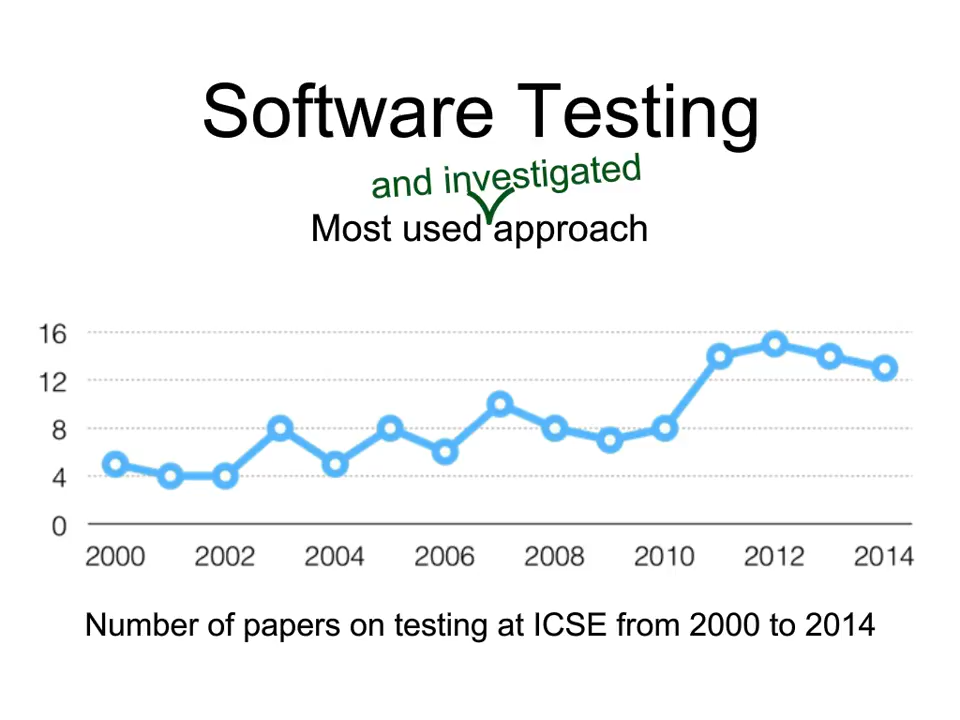 Software Testing
and investigated
Most used approach
16
12
8
4
0
2000 2002 2004 2006 2008 2010 2012 2014
Number of papers on testing at ICSE from 2000 to 2014